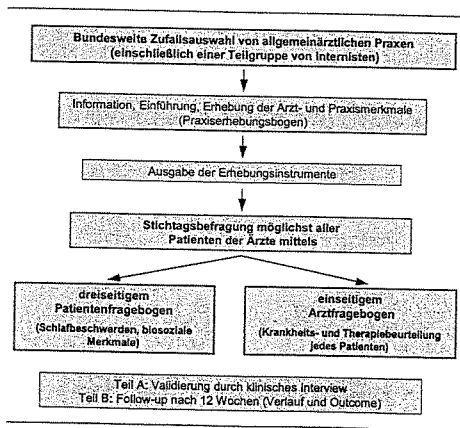 Bundesweite Zufallsauswahl von allgemeinärztlichen Praxen
(einschließlich einer Teilgruppe von Internisten)
Information, Einführung, Erhebung der Arzt- und Praxismerkmale
(Praxiserhebungsbogen)
Ausgabe der Erhebungsinstrumente
Stichtagsbefragung möglichst aller
Patienten der Ärzte mittels
dreiseitigem
Patientenfragebogen
(Schlafbeschwerden, biosoziale
Merkmale)
einseitigem
Arztfragebogen
(Krankheits- und Therapiebeurteilung
jedes Patienten)
Teil A: Validierung durch klinisches Interview
Teil B: Follow-up nach 12 Wochen (Verlauf und Outcome)